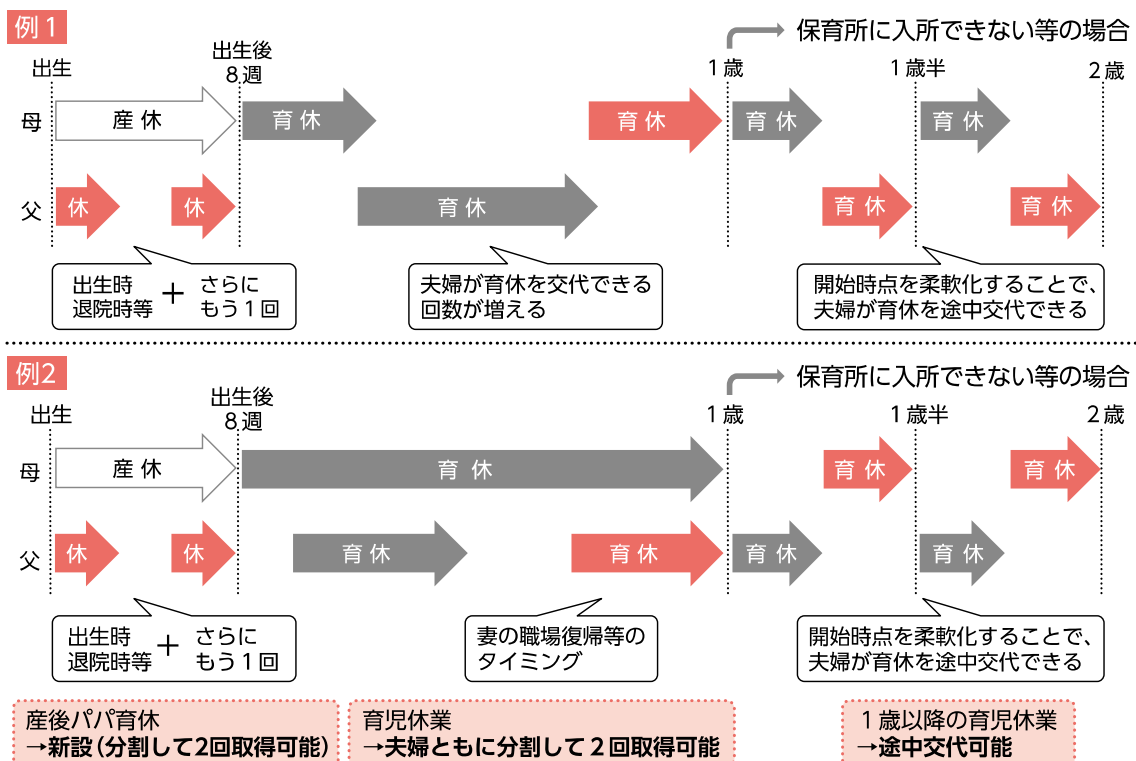 例1
保育所に入所できない等の場合
出生
出生後
8週
1歳
1歳半
2歳
母
産休
育休
育休
育休
育休
父
休
休
育休
育休
育休
出生時
退院時等
+
さらに
もう1回
夫婦が育休を交代できる
回数が増える
開始時点を柔軟化することで、
夫婦が育休を途中交代できる
例2
保育所に入所できない等の場合
出生
出生後
8週
1歳
1歳半
2歳
母
産休
育休
育休
育休
父
休
休
育休
育休
育休
育休
出生時
退院時等
+
さらに
もう1回
妻の職場復帰等の
タイミング
開始時点を柔軟化することで、
夫婦が育休を途中交代できる
産後パパ育休
→新設(分割して2回取得可能)
育児休業
→夫婦ともに分割して2回取得可能
1歳以降の育児休業
→途中交代可能